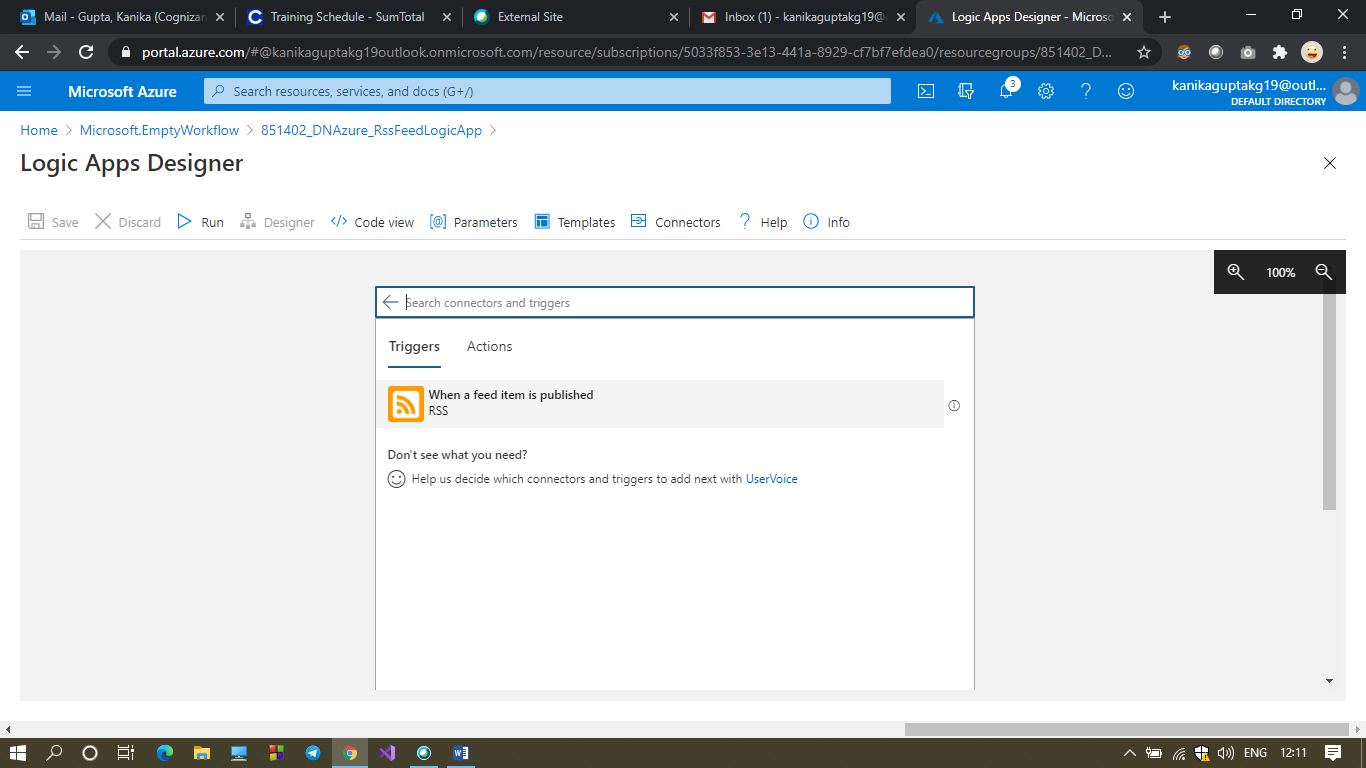 Mail - Gupta, Kanika (Cognizan
Training Schedule - SumTotal
External Site
Inbox (1) - kanikaguptakg19@
Logic Apps Designer - Microso
portal.azure.com/#@kanikaguptakg19outlook.onmicrosoft.com/resource/subscriptions/5033f853-3e13-441a-8929-cf7bf7efdea0/resourcegroups/851402_D...
Microsoft Azure
Search resources, services, and docs (G+/)
3
kanikaguptakg19@outl...
DEFAULT DIRECTORY
Home > Microsoft.EmptyWorkflow > 851402_DNAzure_RssFeedLogicApp >
Logic Apps Designer
Save
Discard
Run
Designer
Code view
Parameters
Templates
Connectors
Help
Info
100%
Search connectors and triggers
Triggers
Actions
When a feed item is published
RSS
Don't see what you need?
Help us decide which connectors and triggers to add next with UserVoice
ENG
12:11